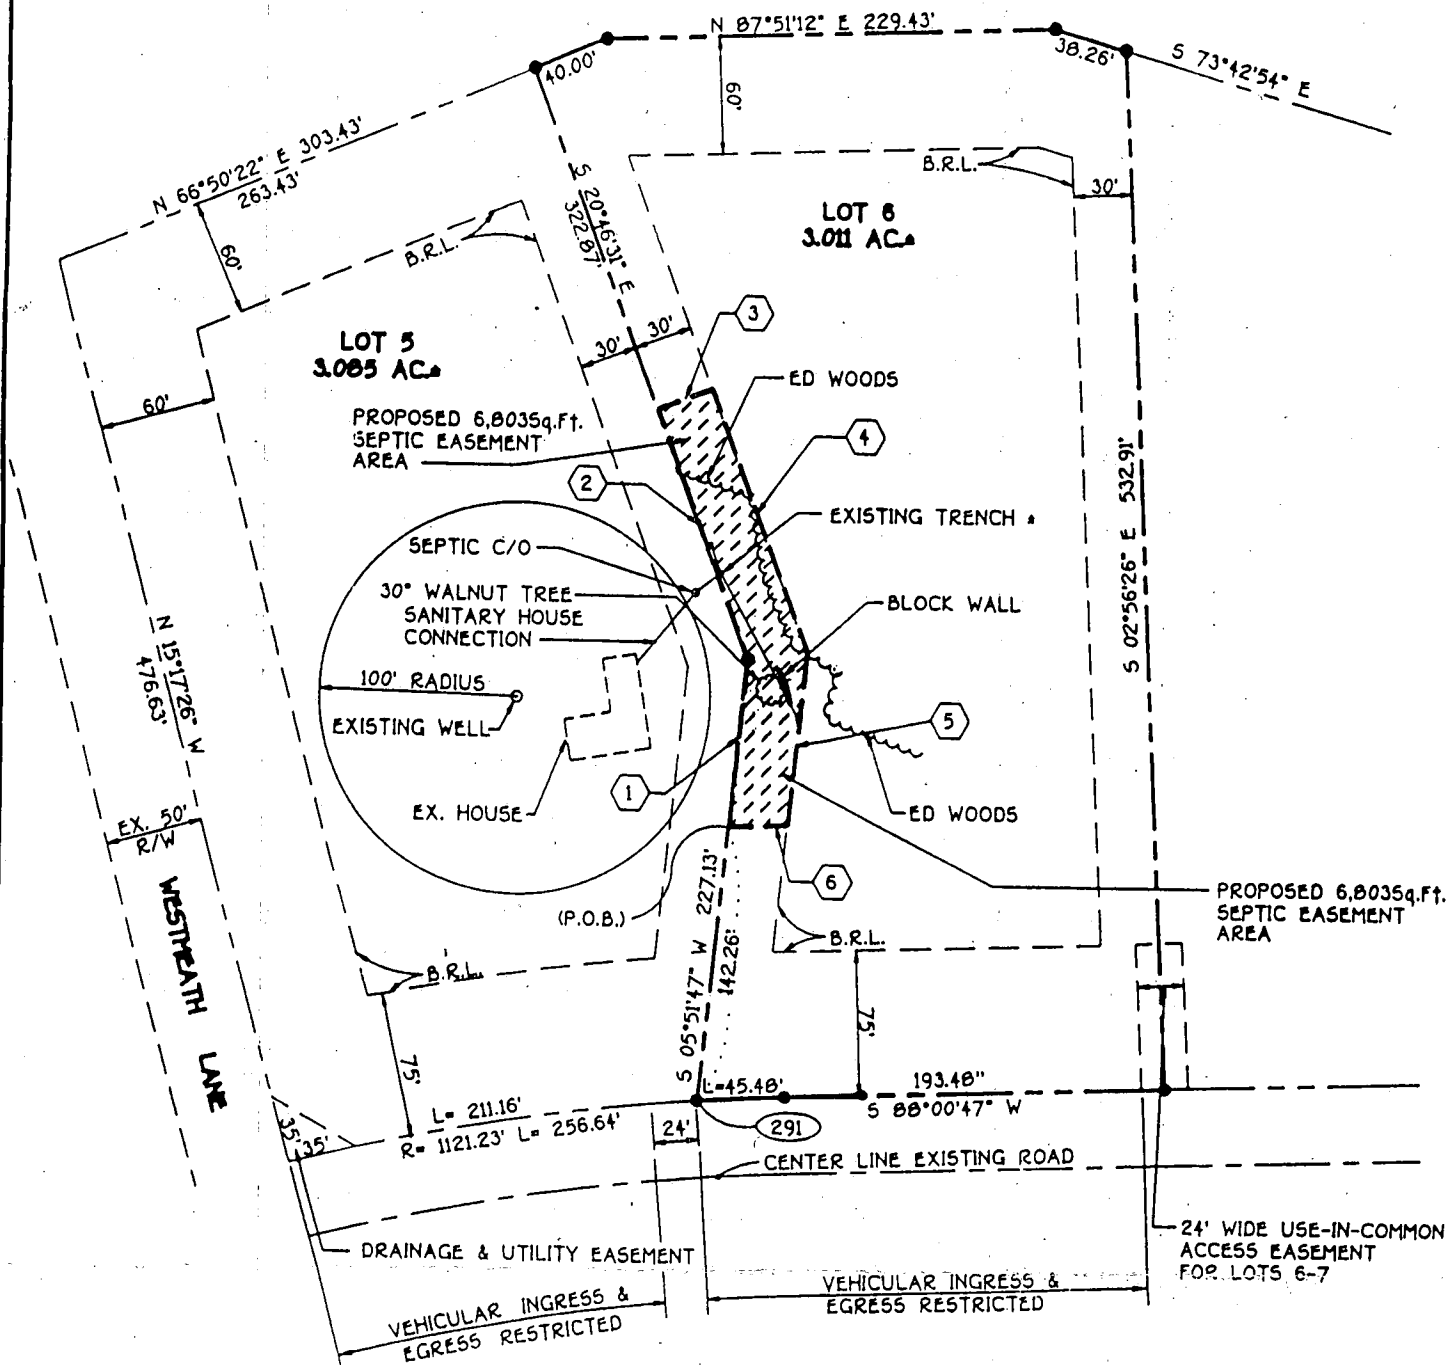 N 87°51'12" E 229.43'
40.00'
38.26'
S 73°42'54" E
60'
N 66°50'22" E 303.43'
263.43'
B.R.L.
30'
S 20°46'31" E
322.87'
LOT 6
3.011 AC.±
60'
B.R.L.
3
30'
30'
LOT 5
3.085 AC.±
ED WOODS
60'
PROPOSED 6,803Sq.Ft.
SEPTIC EASEMENT
AREA
4
2
EXISTING TRENCH ±
S 02°56'26" E 532.91'
SEPTIC C/O
30" WALNUT TREE
SANITARY HOUSE
CONNECTION
BLOCK WALL
N 15°17'26" W
476.63'
100' RADIUS
EXISTING WELL
5
1
EX. HOUSE
ED WOODS
EX. 50'
R/W
WESTMEATH LANE
6
PROPOSED 6,803Sq.Ft.
SEPTIC EASEMENT
AREA
(P.O.B.)
B.R.L.
B.R.L.
S 05°51'47" W 227.13'
142.26'
75'
75'
L=45.48'
193.48"
S 88°00'47" W
L= 211.16'
R= 1121.23' L= 256.64'
291
35'
35'
24'
CENTER LINE EXISTING ROAD
DRAINAGE & UTILITY EASEMENT
24' WIDE USE-IN-COMMON
ACCESS EASEMENT
FOR LOTS 6-7
VEHICULAR INGRESS &
EGRESS RESTRICTED
VEHICULAR INGRESS &
EGRESS RESTRICTED